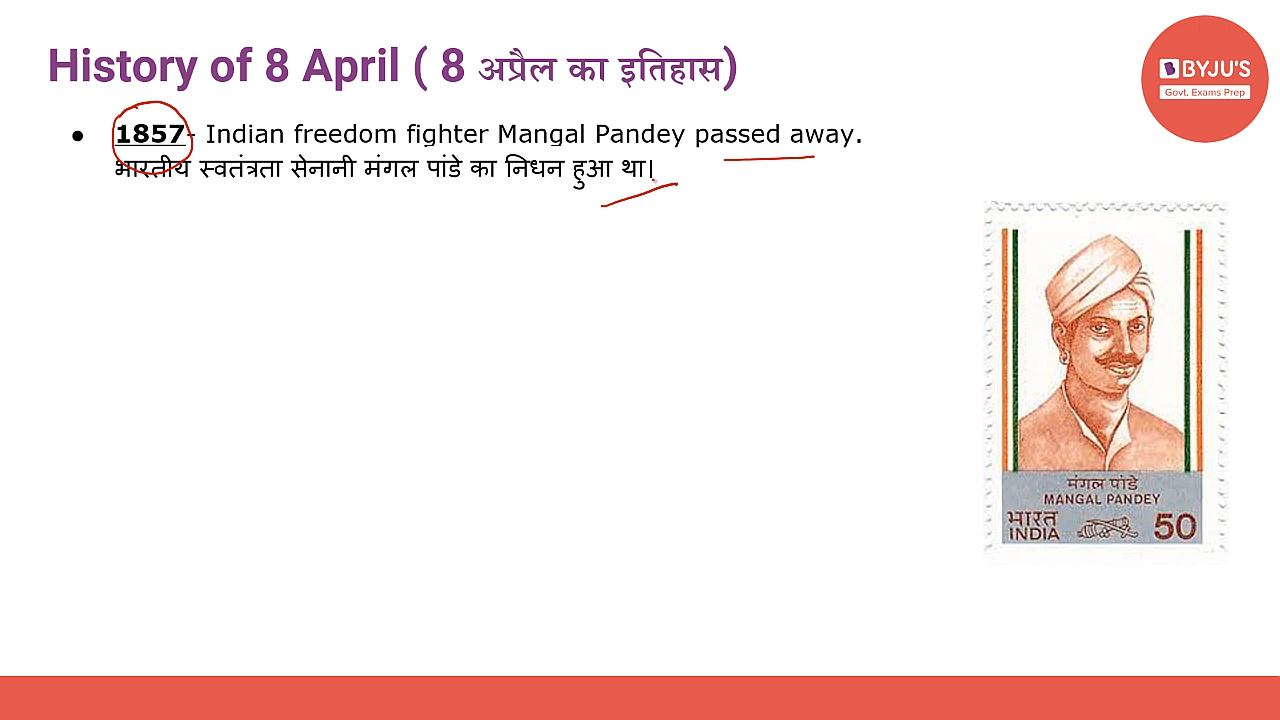 History of 8 April ( 8 अप्रैल का इतिहास)
BYJU'S
Govt. Exams Prep
● 1857- Indian freedom fighter Mangal Pandey passed away.
भारतीय स्वतंत्रता सेनानी मंगल पांडे का निधन हुआ था|
मंगल पांडे
MANGAL PANDEY
भारत
INDIA 50